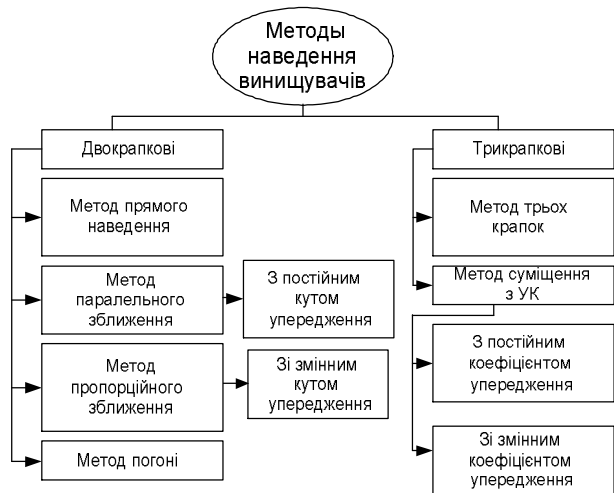 Методы
наведення
винищувачів
Двокрапкові
Метод прямого
наведення
Метод
паралельного
зближення
З постійним
кутом
упередження
Метод
пропорційного
зближення
Зі змінним
кутом
упередження
Метод погоні
Трикрапкові
Метод трьох
крапок
Метод суміщення
з УК
З постійним
коефіцієнтом
упередження
Зі змінним
коефіцієнтом
упередження